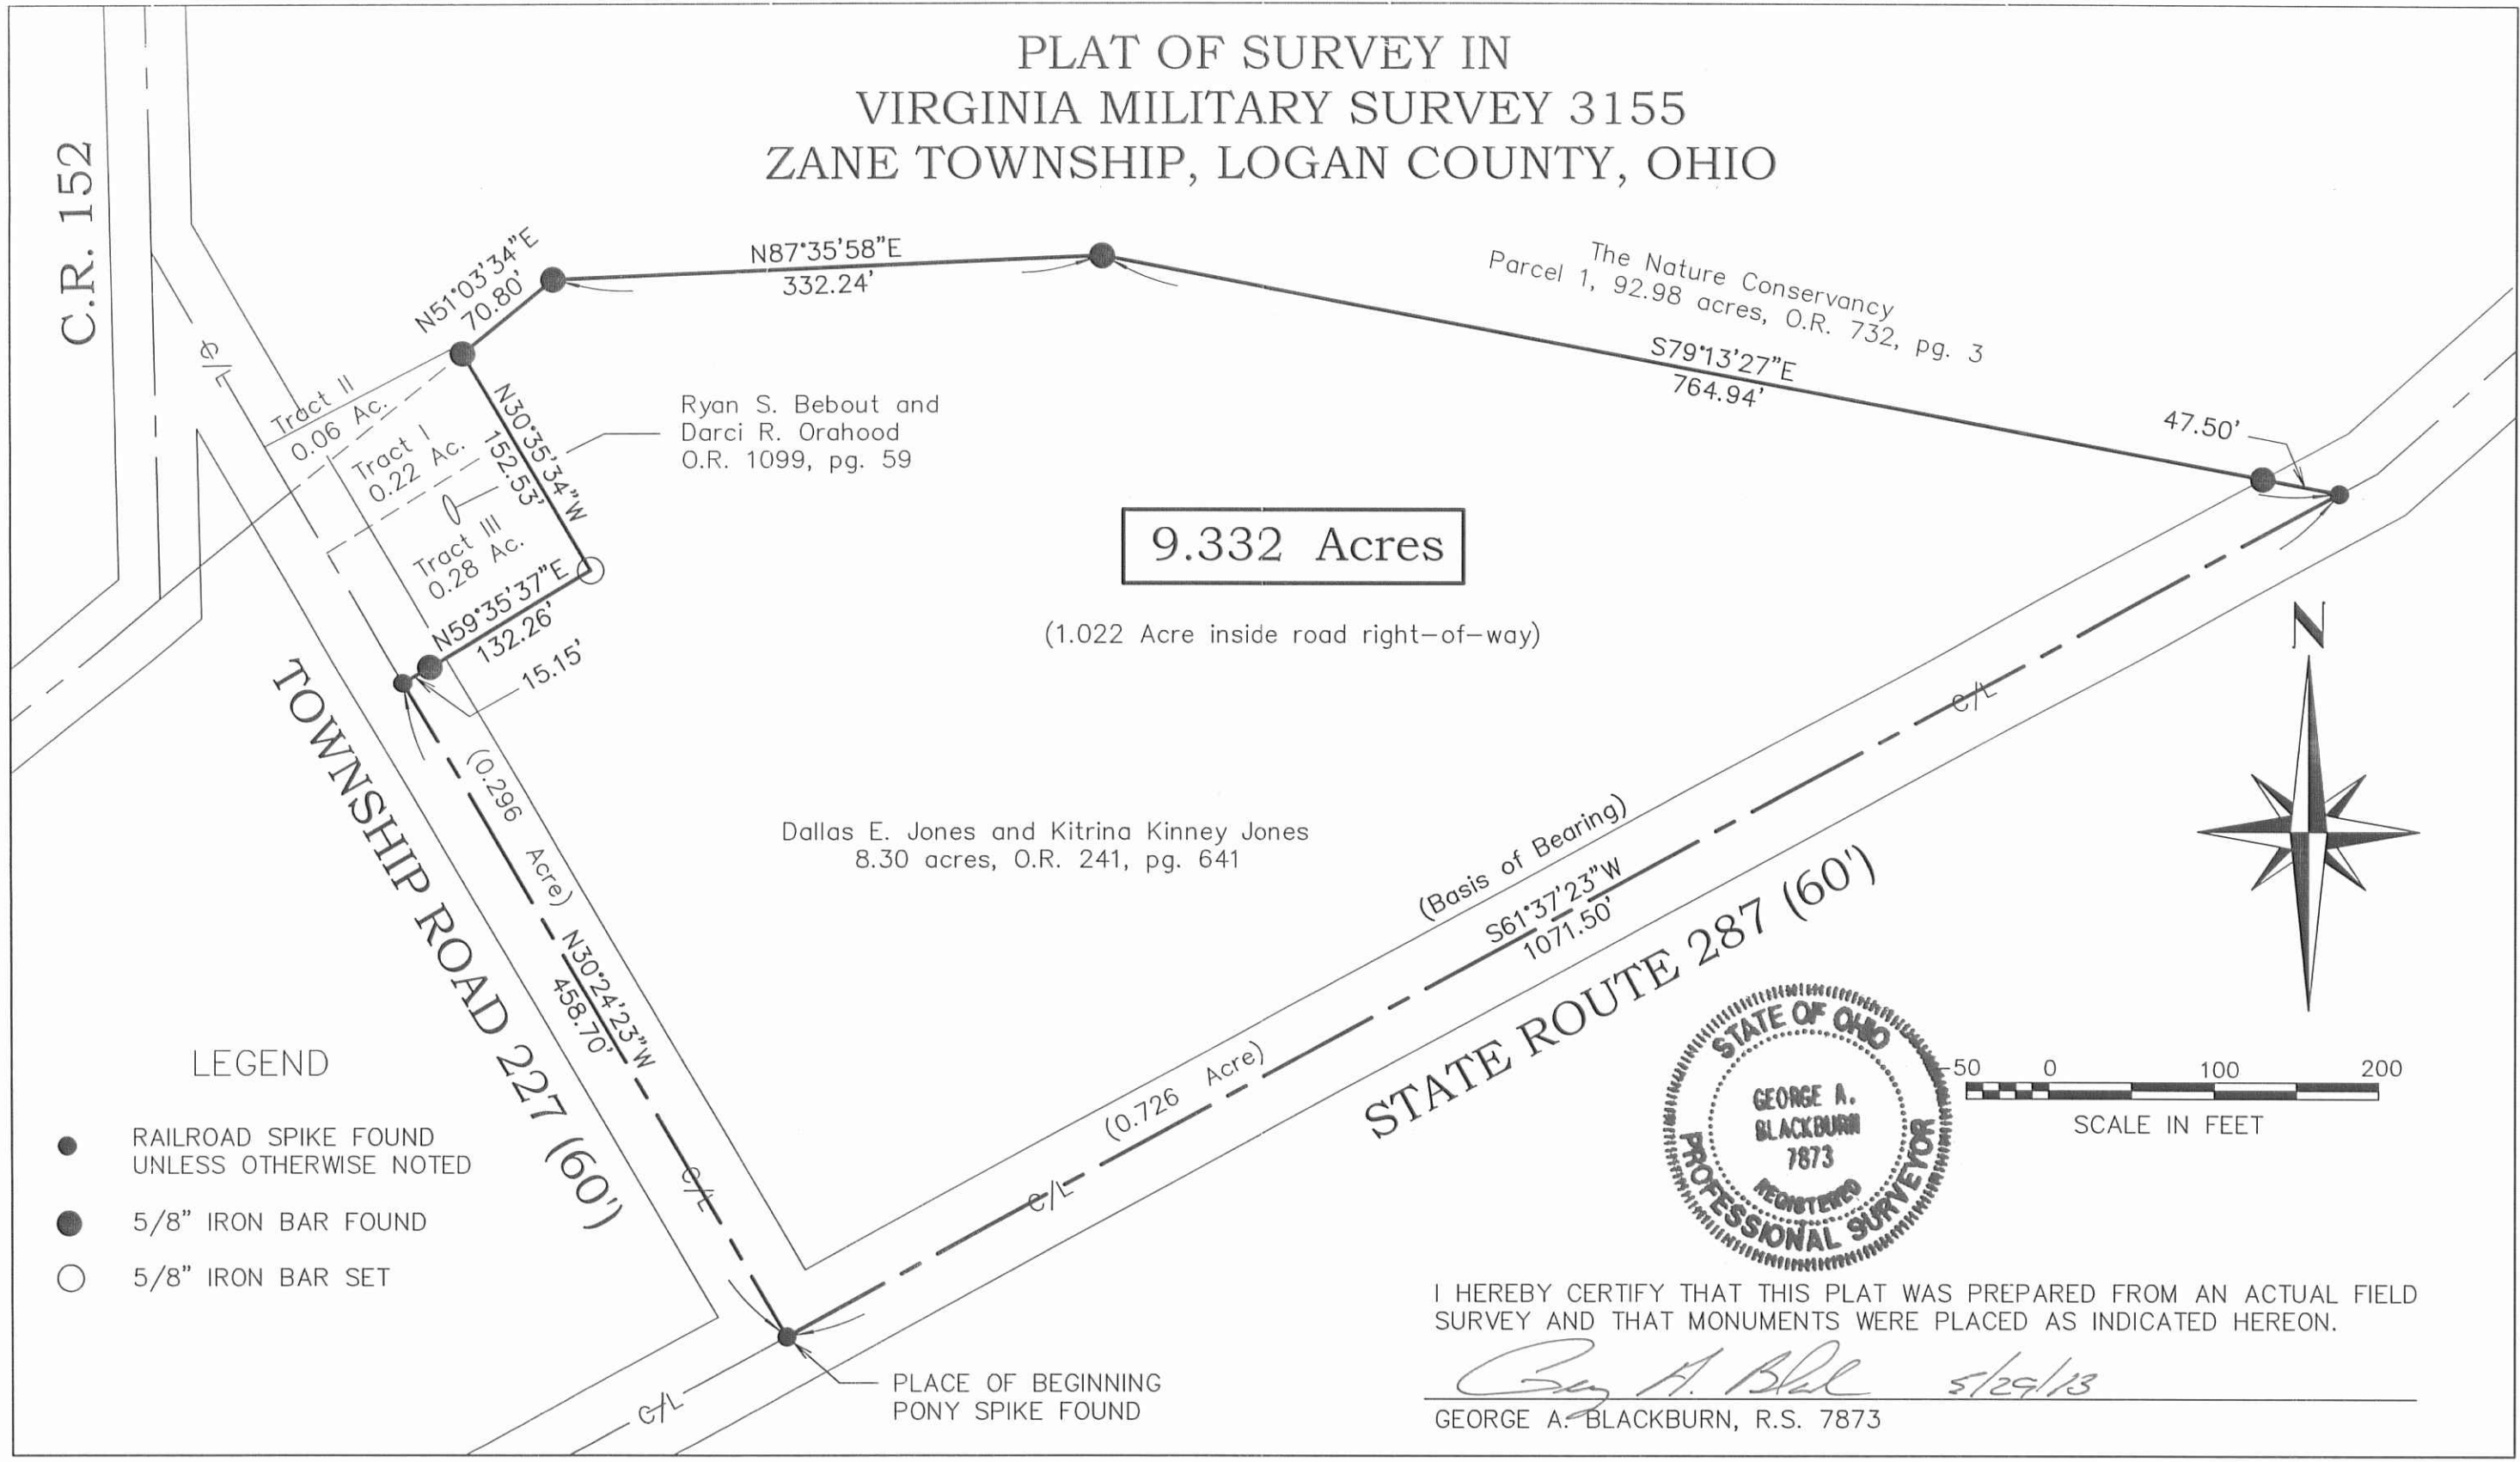 PLAT OF SURVEY IN
VIRGINIA MILITARY SURVEY 3155
ZANE TOWNSHIP, LOGAN COUNTY, OHIO
C.R. 152
N51°03'34"E
70.80'
N87°35'58"E
332.24'
The Nature Conservancy
Parcel 1, 92.98 acres, O.R. 732, pg. 3
S79°13'27"E
764.94'
47.50'
C/L
Tract II
0.06 Ac.
Tract I
0.22 Ac.
Tract III
0.28 Ac.
N30°35'34"W
152.53'
Ryan S. Bebout and
Darci R. Orahood
O.R. 1099, pg. 59
9.332 Acres
(1.022 Acre inside road right-of-way)
N59°35'37"E
132.26'
15.15'
N
TOWNSHIP ROAD 227 (60')
(0.296 Acre)
N30°24'23"W
458.70'
C/L
Dallas E. Jones and Kitrina Kinney Jones
8.30 acres, O.R. 241, pg. 641
C/L
(Basis of Bearing)
S61°37'23"W
1071.50'
STATE ROUTE 287 (60')
(0.726 Acre)
C/L
C/L
LEGEND
RAILROAD SPIKE FOUND
UNLESS OTHERWISE NOTED
5/8" IRON BAR FOUND
5/8" IRON BAR SET
PLACE OF BEGINNING
PONY SPIKE FOUND
STATE OF OHIO
GEORGE A.
BLACKBURN
7873
REGISTERED
PROFESSIONAL SURVEYOR
50 0 100 200
SCALE IN FEET
I HEREBY CERTIFY THAT THIS PLAT WAS PREPARED FROM AN ACTUAL FIELD
SURVEY AND THAT MONUMENTS WERE PLACED AS INDICATED HEREON.
5/29/13
GEORGE A. BLACKBURN, R.S. 7873